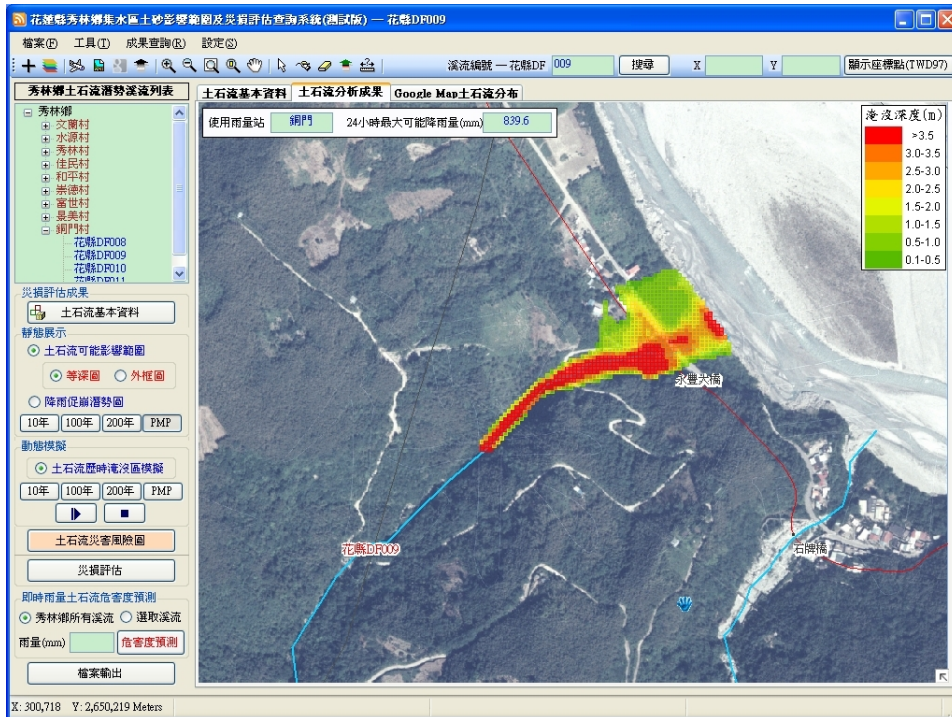 花蓮縣秀林鄉集水區土砂影響範圍及災損評估查詢系統(測試版) — 花縣DF009
檔案(F) 工具(T) 成果查詢(R) 設定(S)
溪流編號 — 花縣DF 009 搜尋 X Y 顯示座標點(TWD97)
秀林鄉土石流潛勢溪流列表
秀林鄉
文蘭村
水源村
秀林村
佳民村
和平村
崇德村
富世村
景美村
銅門村
花縣DF008
花縣DF009
花縣DF010
花縣DF011
災損評估成果
土石流基本資料
靜態展示
土石流可能影響範圍
等深圖 外框圖
降雨促崩潛勢圖
10年 100年 200年 PMP
動態模擬
土石流歷時淹沒區模擬
10年 100年 200年 PMP
土石流災害風險圖
災損評估
即時雨量土石流危害度預測
秀林鄉所有溪流 選取溪流
雨量(mm) 危害度預測
檔案輸出
土石流基本資料 土石流分析成果 Google Map土石流分布
使用雨量站 銅門 24小時最大可能降雨量(mm) 839.6
淹沒深度(m)
>3.5
3.0-3.5
2.5-3.0
2.0-2.5
1.5-2.0
1.0-1.5
0.5-1.0
0.1-0.5
永豐大橋
花縣DF009
石牌橋
X: 300,718 Y: 2,650,219 Meters